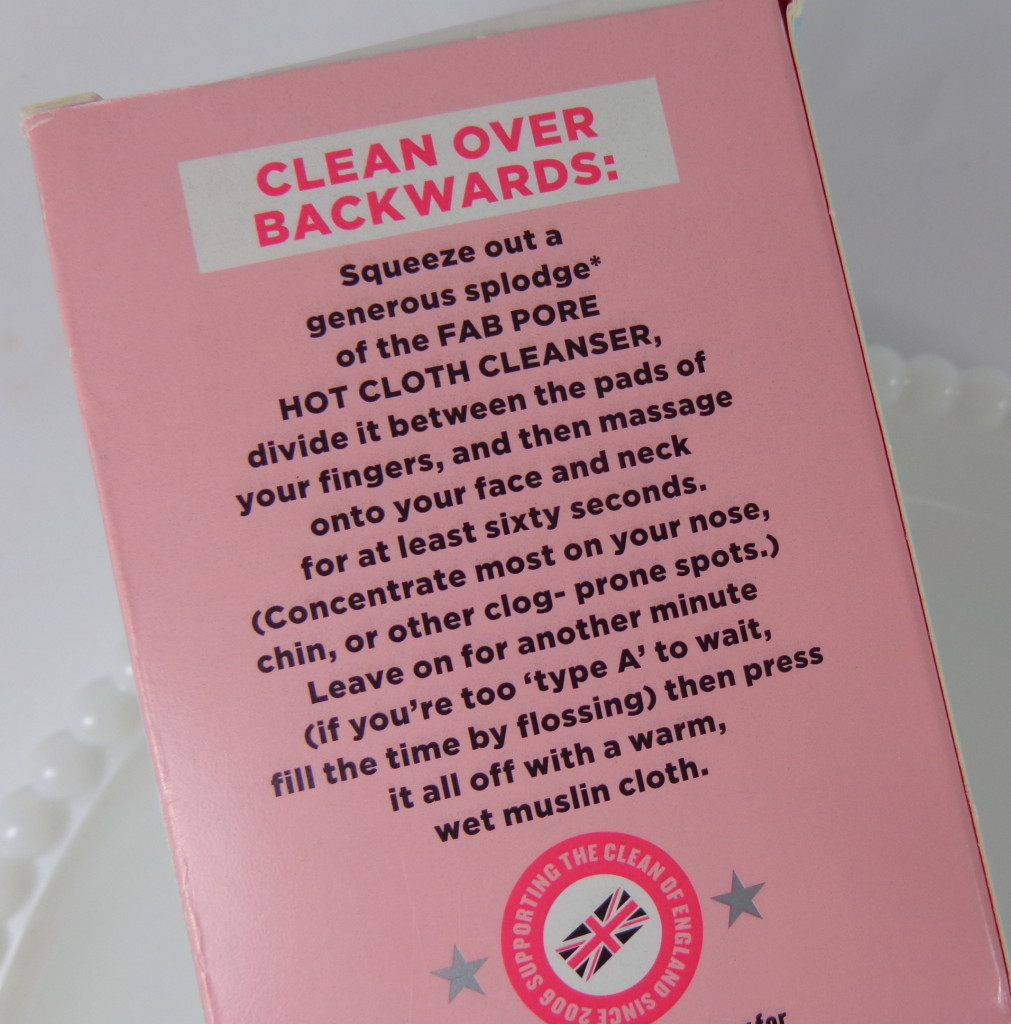 CLEAN OVER
BACKWARDS:
Squeeze out a
generous splodge*
of the FAB PORE
HOT CLOTH CLEANSER,
divide it between the pads of
your fingers, and then massage
onto your face and neck
for at least sixty seconds.
(Concentrate most on your nose,
chin, or other clog- prone spots.)
Leave on for another minute
(if you're too 'type A' to wait,
fill the time by flossing) then press
it all off with a warm,
wet muslin cloth.
SUPPORTING THE CLEAN OF ENGLAND SINCE 2006
for